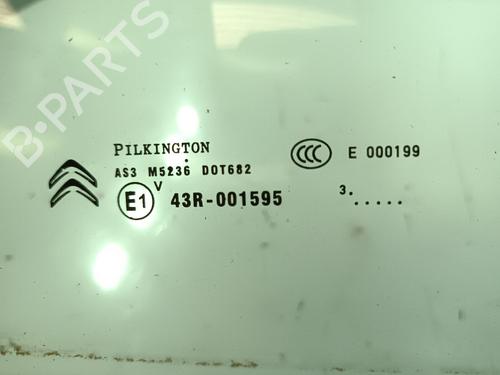 B-PARTS
PILKINGTON
AS3 M5236 DOT682
V
E1 43R-001595
CCC E 000199
3. . . . . .